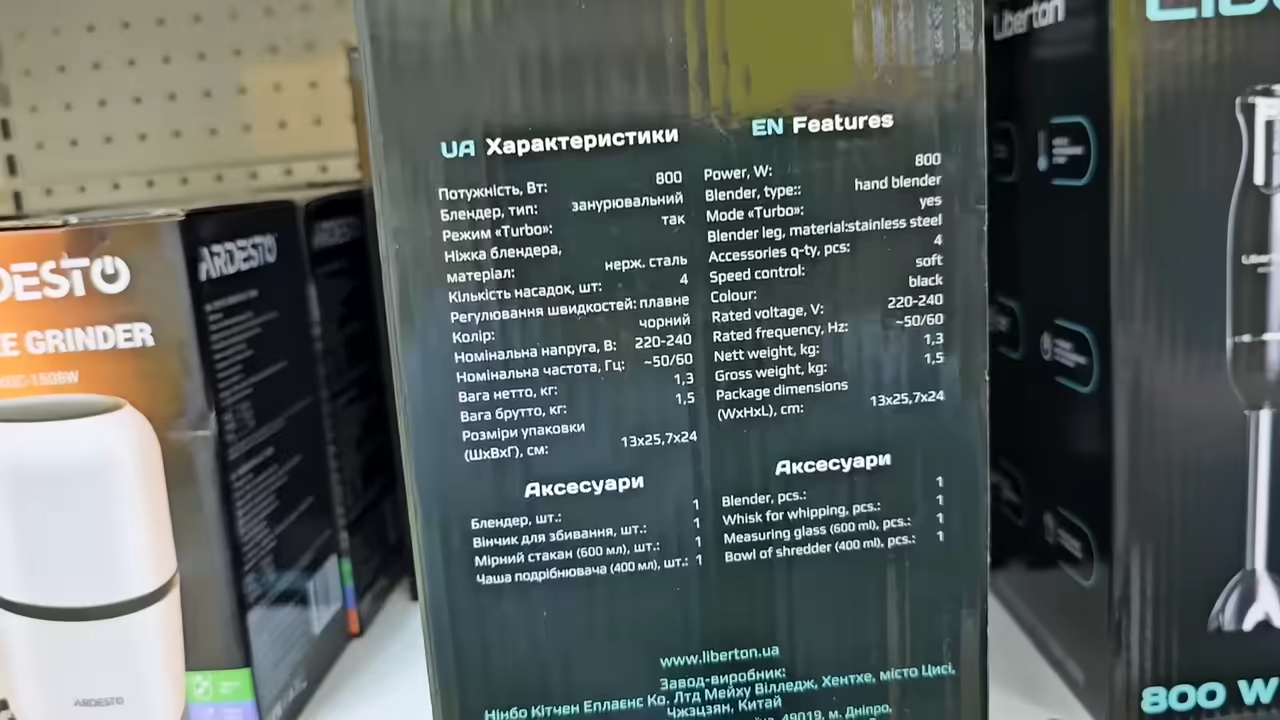 UA Характеристики
Потужність, Вт: 800
Блендер, тип: занурювальний
Режим «Turbo»: так
Ніжка блендера,
матеріал: нерж. сталь
Кількість насадок, шт: 4
Регулювання швидкостей: плавне
Колір: чорний
Номінальна напруга, В: 220-240
Номінальна частота, Гц: ~50/60
Вага нетто, кг: 1,3
Вага брутто, кг: 1,5
Розміри упаковки
(ШхВхГ), см: 13х25,7х24
Аксесуари
Блендер, шт.: 1
Вінчик для збивання, шт.: 1
Мірний стакан (600 мл), шт.: 1
Чаша подрібнювача (400 мл), шт.: 1
EN Features
Power, W: 800
Blender, type:: hand blender
Mode «Turbo»: yes
Blender leg, material:stainless steel
Accessories q-ty, pcs: 4
Speed control: soft
Colour: black
Rated voltage, V: 220-240
Rated frequency, Hz: ~50/60
Nett weight, kg: 1,3
Gross weight, kg: 1,5
Package dimensions
(WxHxL), cm: 13x25,7x24
Аксесуари
Blender, pcs.: 1
Whisk for whipping, pcs.: 1
Measuring glass (600 ml), pcs.: 1
Bowl of shredder (400 ml), pcs.: 1
www.liberton.ua
Завод-виробник:
Нінбо Кітчен Еплаєнс Ко, Лтд Мейху Вілледж, Хентхе, місто Цисі,
Чжэцзян, Китай
49019, м. Дніпро,
DESTO
GRINDER
ARDESTO
ARDESTO
Liberton
800 W